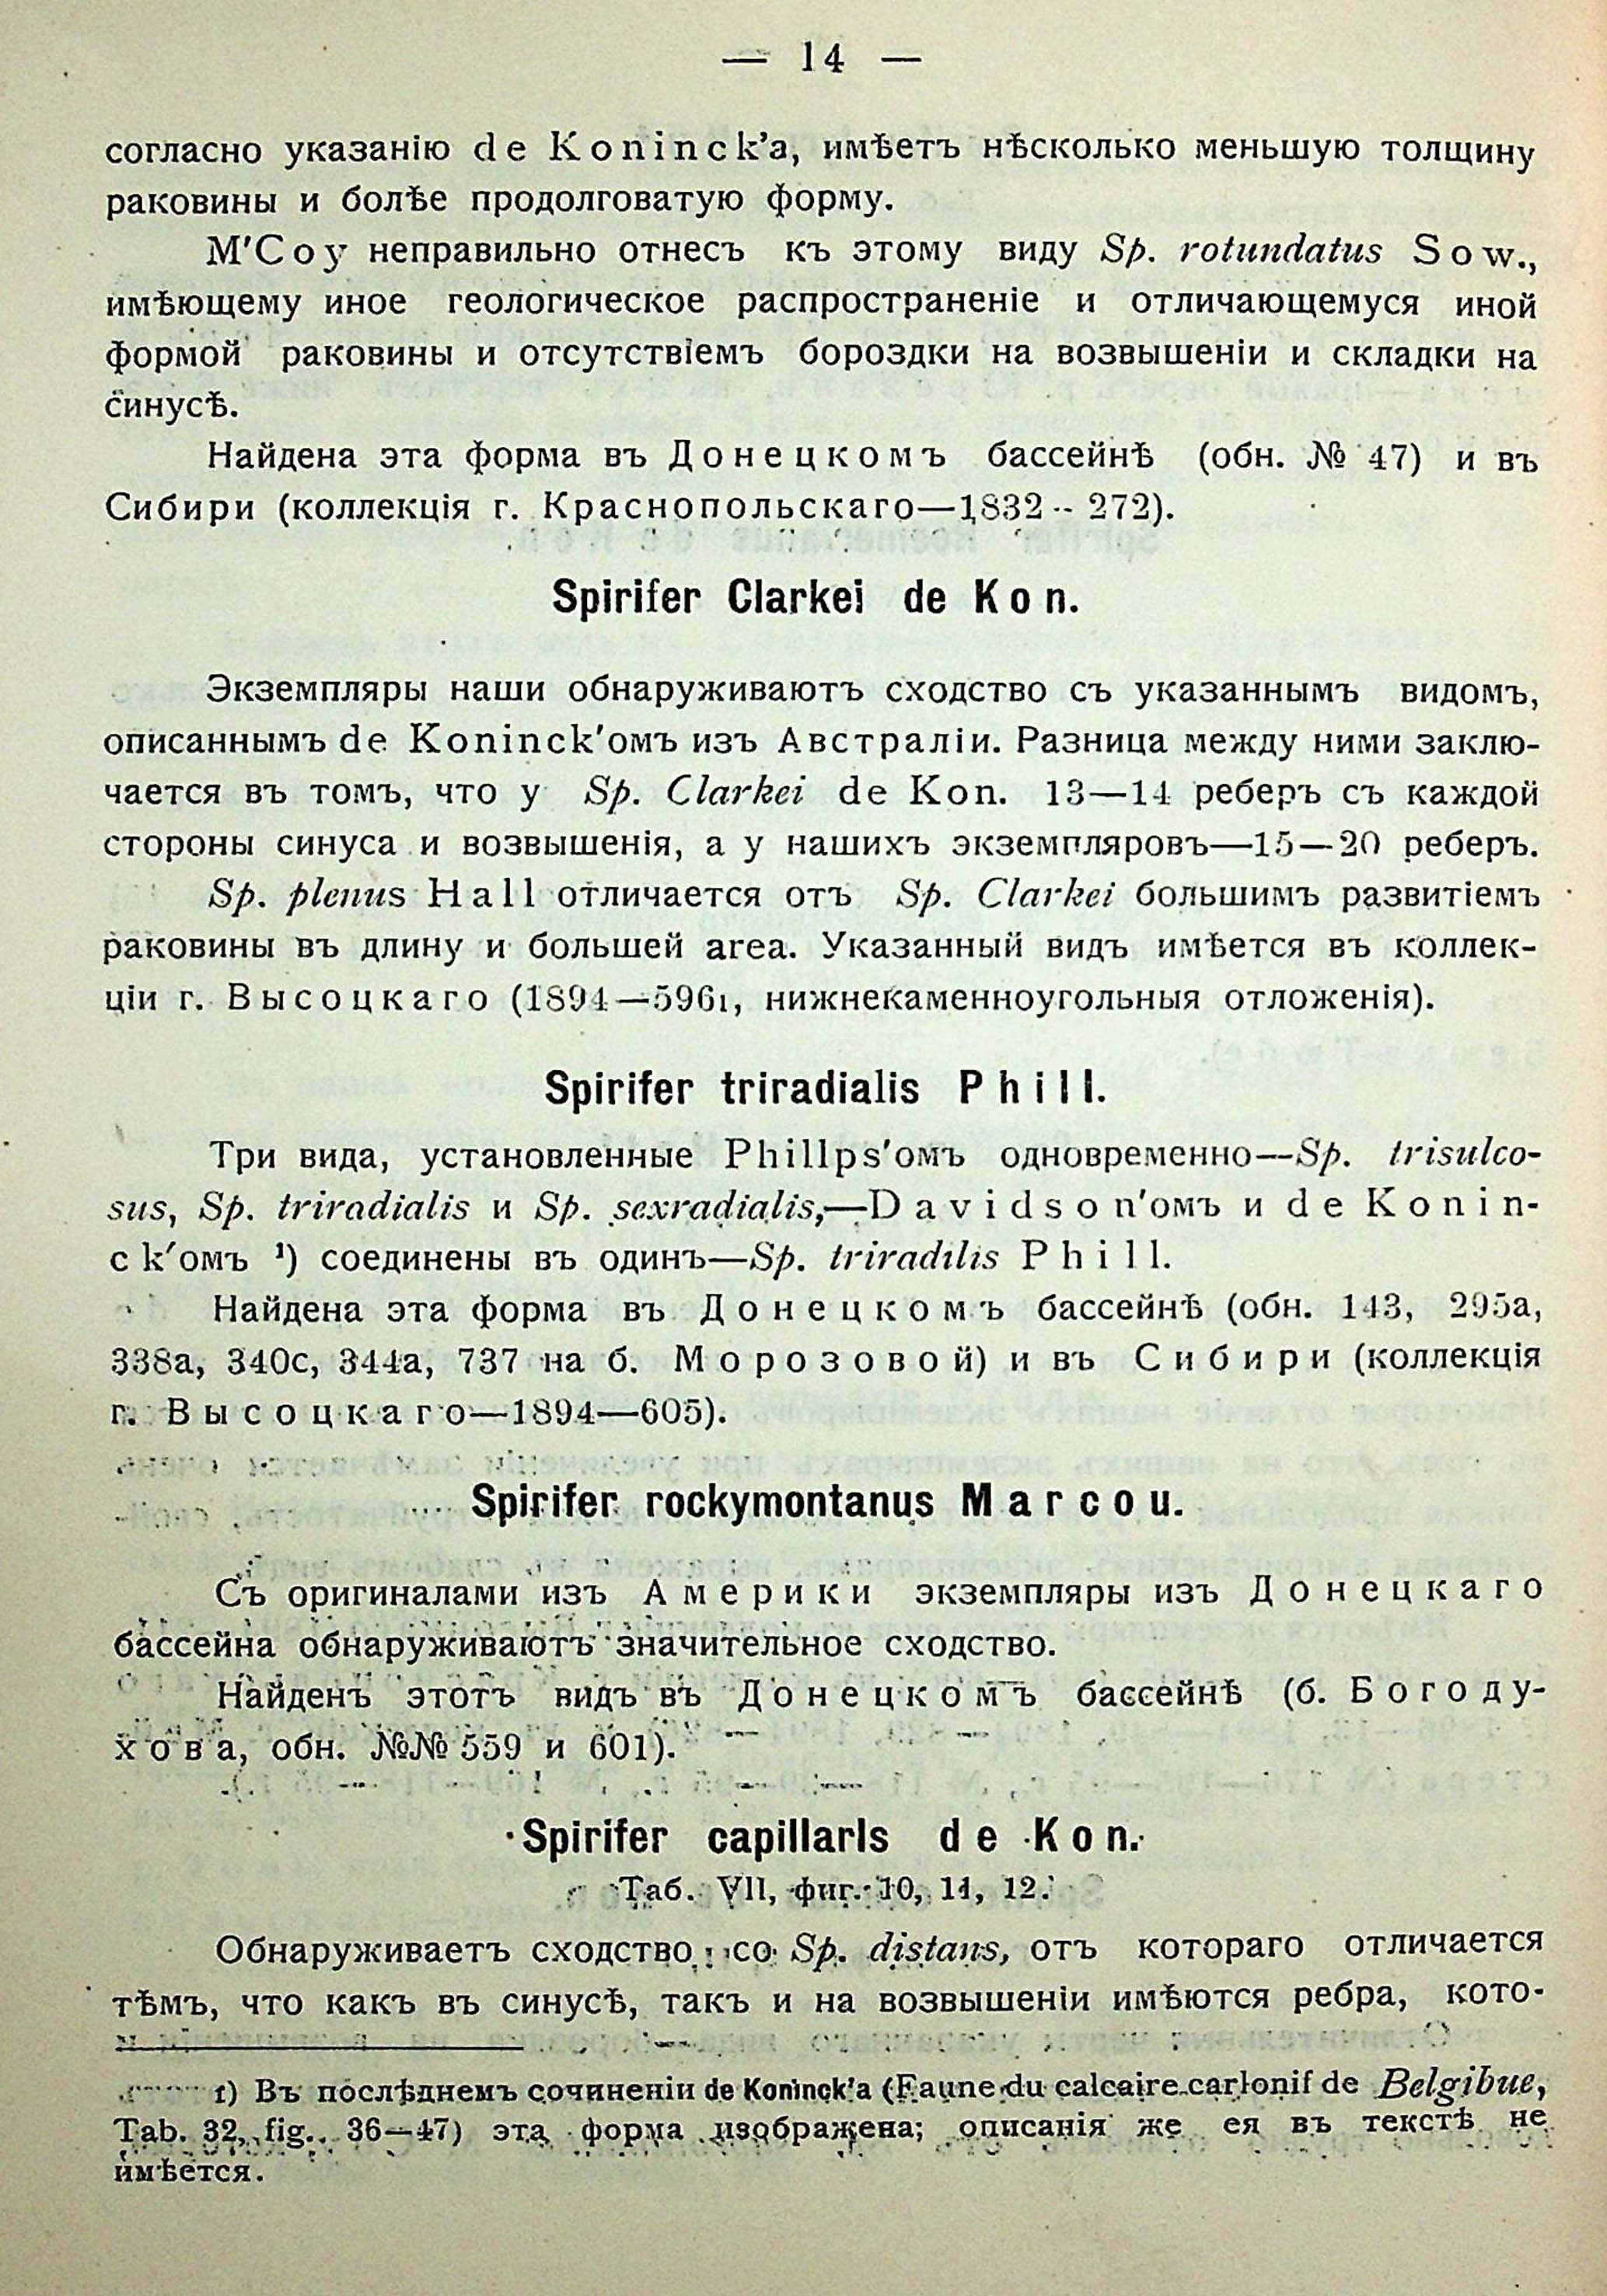 — 14 —
согласно указанію de Koninck’a, имѣетъ нѣсколько меньшую толщину
раковины и болѣе продолговатую форму.
M'Coy неправильно отнесъ къ этому виду Sp. rotundatus Sow.,
имѣющему иное геологическое распространеніе и отличающемуся иной
формой раковины и отсутствіемъ бороздки на возвышеніи и складки на
синусѣ.
Найдена эта форма въ Донецкомъ бассейнѣ (обн. № 47) и въ
Сибири (коллекція г. Краснопольскаго—1832-- 272).
Spirifer Clarkei de Kon.
Экземпляры наши обнаруживаютъ сходство съ указаннымъ видомъ,
описаннымъ de Koninck'омъ изъ Австраліи. Разница между ними заклю-
чается въ томъ, что у Sp. Clarkei de Kon. 13—14 реберъ съ каждой
стороны синуса и возвышенія, а у нашихъ экземпляровъ—15—20 реберъ.
Sp. plenus Hall отличается отъ Sp. Clarkei большимъ развитіемъ
раковины въ длину и большей area. Указанный видъ имѣется въ коллек-
ціи г. Высоцкаго (1894—596ı, нижнекаменноугольныя отложенія).
Spirifer triradialis Phill.
Три вида, установленные Phillps'омъ одновременно—Sp. trisulco-
sus, Sp. triradialis и Sp. sexradialis,—Davidson'омъ и de Konin-
ck'омъ ¹) соединены въ одинъ—Sp. triradilis Phill.
Найдена эта форма въ Донецкомъ бассейнѣ (обн. 143, 295a,
338a, 340c, 344a, 737 на б. Морозовой) и въ Сибири (коллекція
г. Высоцкаго—1894—605).
Spirifer rockymontanus Marcou.
Съ оригиналами изъ Америки экземпляры изъ Донецкаго
бассейна обнаруживаютъ значительное сходство.
Найденъ этотъ видъ въ Донецкомъ бассейнѣ (б. Богоду-
хова, обн. №№ 559 и 601).
Spirifer capillarls de Kon.
Таб. VII, фиг. 10, 11, 12.
Обнаруживаетъ сходство со Sp. distans, отъ котораго отличается
тѣмъ, что какъ въ синусѣ, такъ и на возвышеніи имѣются ребра, кото-
1) Въ послѣднемъ сочиненіи de Koninck'a (Faune du calcaire carlonif de Belgibue,
Tab. 32, fig. 36—47) эта форма изображена; описанія же ея въ текстѣ не
имѣется.